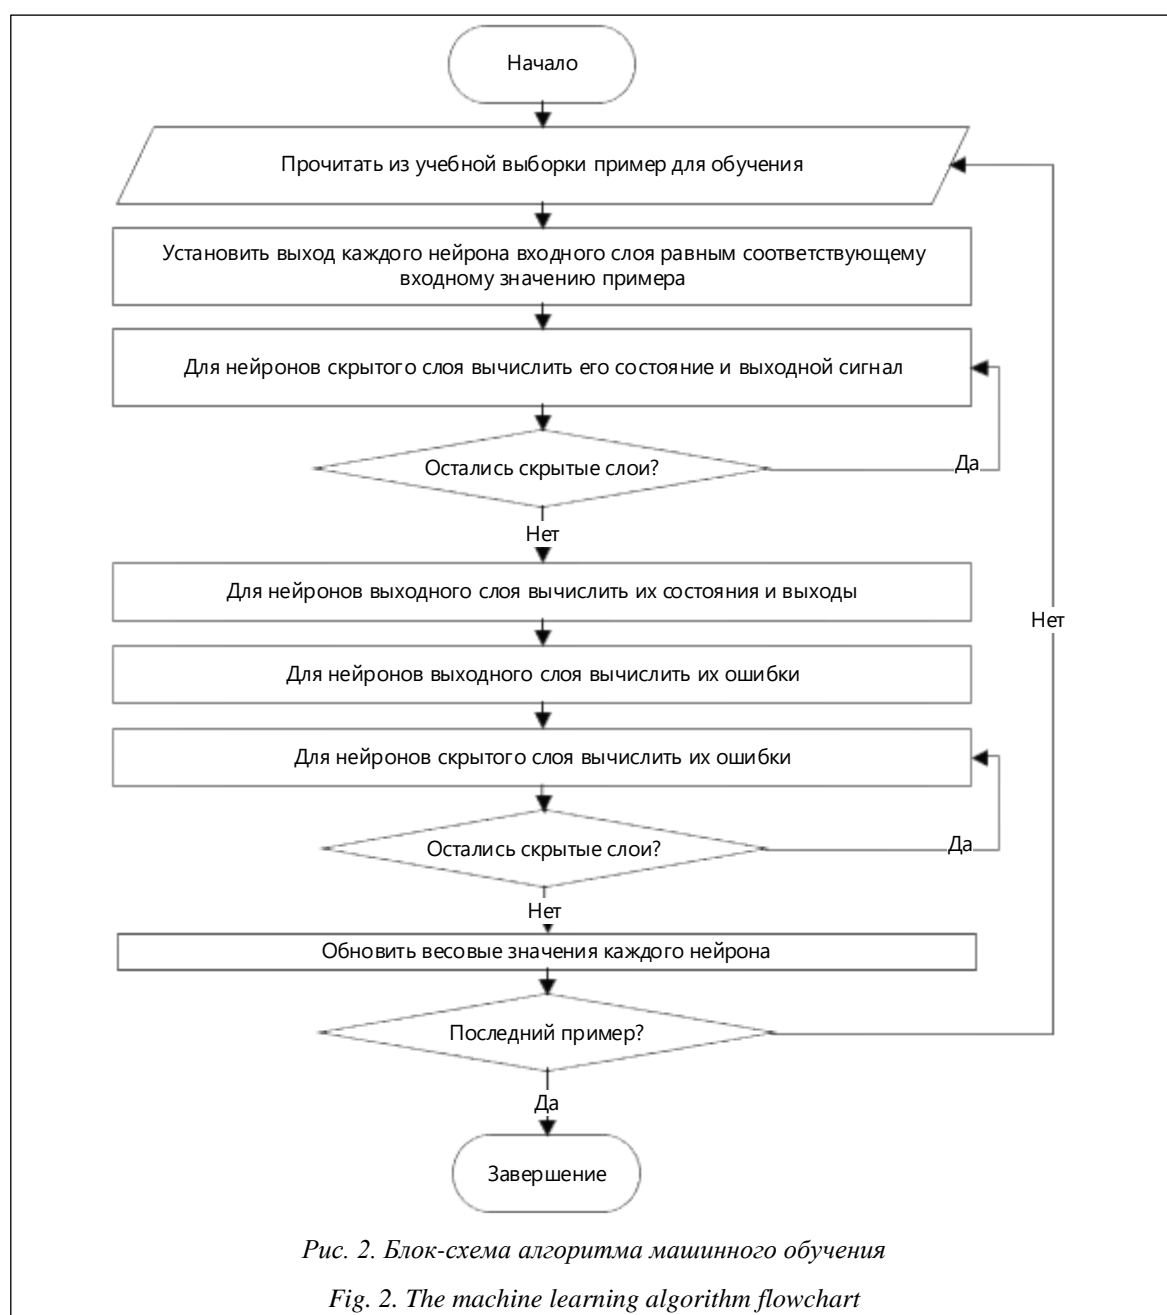 Начало
Прочитать из учебной выборки пример для обучения
Установить выход каждого нейрона входного слоя равным соответствующему
входному значению примера
Для нейронов скрытого слоя вычислить его состояние и выходной сигнал
Остались скрытые слои?
Да
Нет
Для нейронов выходного слоя вычислить их состояния и выходы
Нет
Для нейронов выходного слоя вычислить их ошибки
Для нейронов скрытого слоя вычислить их ошибки
Остались скрытые слои?
Да
Нет
Обновить весовые значения каждого нейрона
Последний пример?
Да
Завершение
Рис. 2. Блок-схема алгоритма машинного обучения
Fig. 2. The machine learning algorithm flowchart